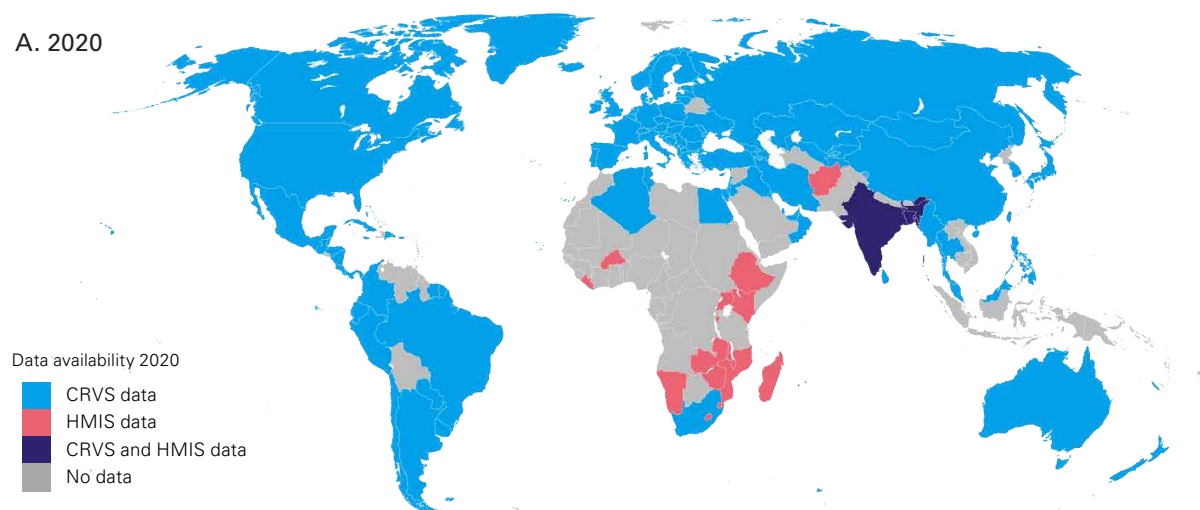 A. 2020
Data availability 2020
CRVS data
HMIS data
CRVS and HMIS data
No data